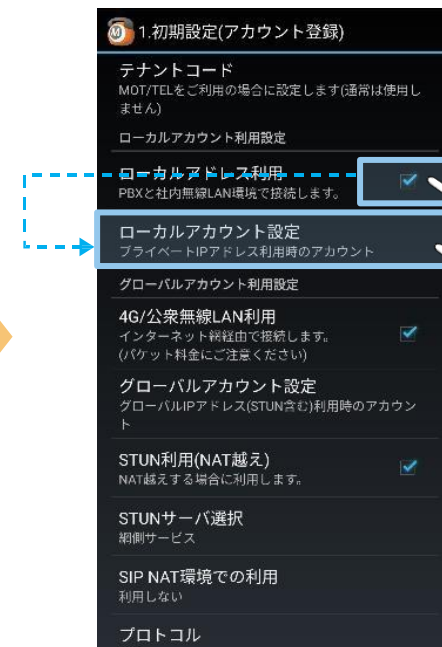 1.初期設定(アカウント登録)
テナントコード
MOT/TELをご利用の場合に設定します(通常は使用し
ません)
ローカルアカウント利用設定
ローカルアドレス利用
PBXと社内無線LAN環境で接続します。
ローカルアカウント設定
プライベートIPアドレス利用時のアカウント
グローバルアカウント利用設定
4G/公衆無線LAN利用
インターネット網経由で接続します。
(パケット料金にご注意ください)
グローバルアカウント設定
グローバルIPアドレス(STUN含む)利用時のアカウン
ト
STUN利用(NAT越え)
NAT越えする場合に利用します。
STUNサーバ選択
網側サービス
SIP NAT環境での利用
利用しない
プロトコル